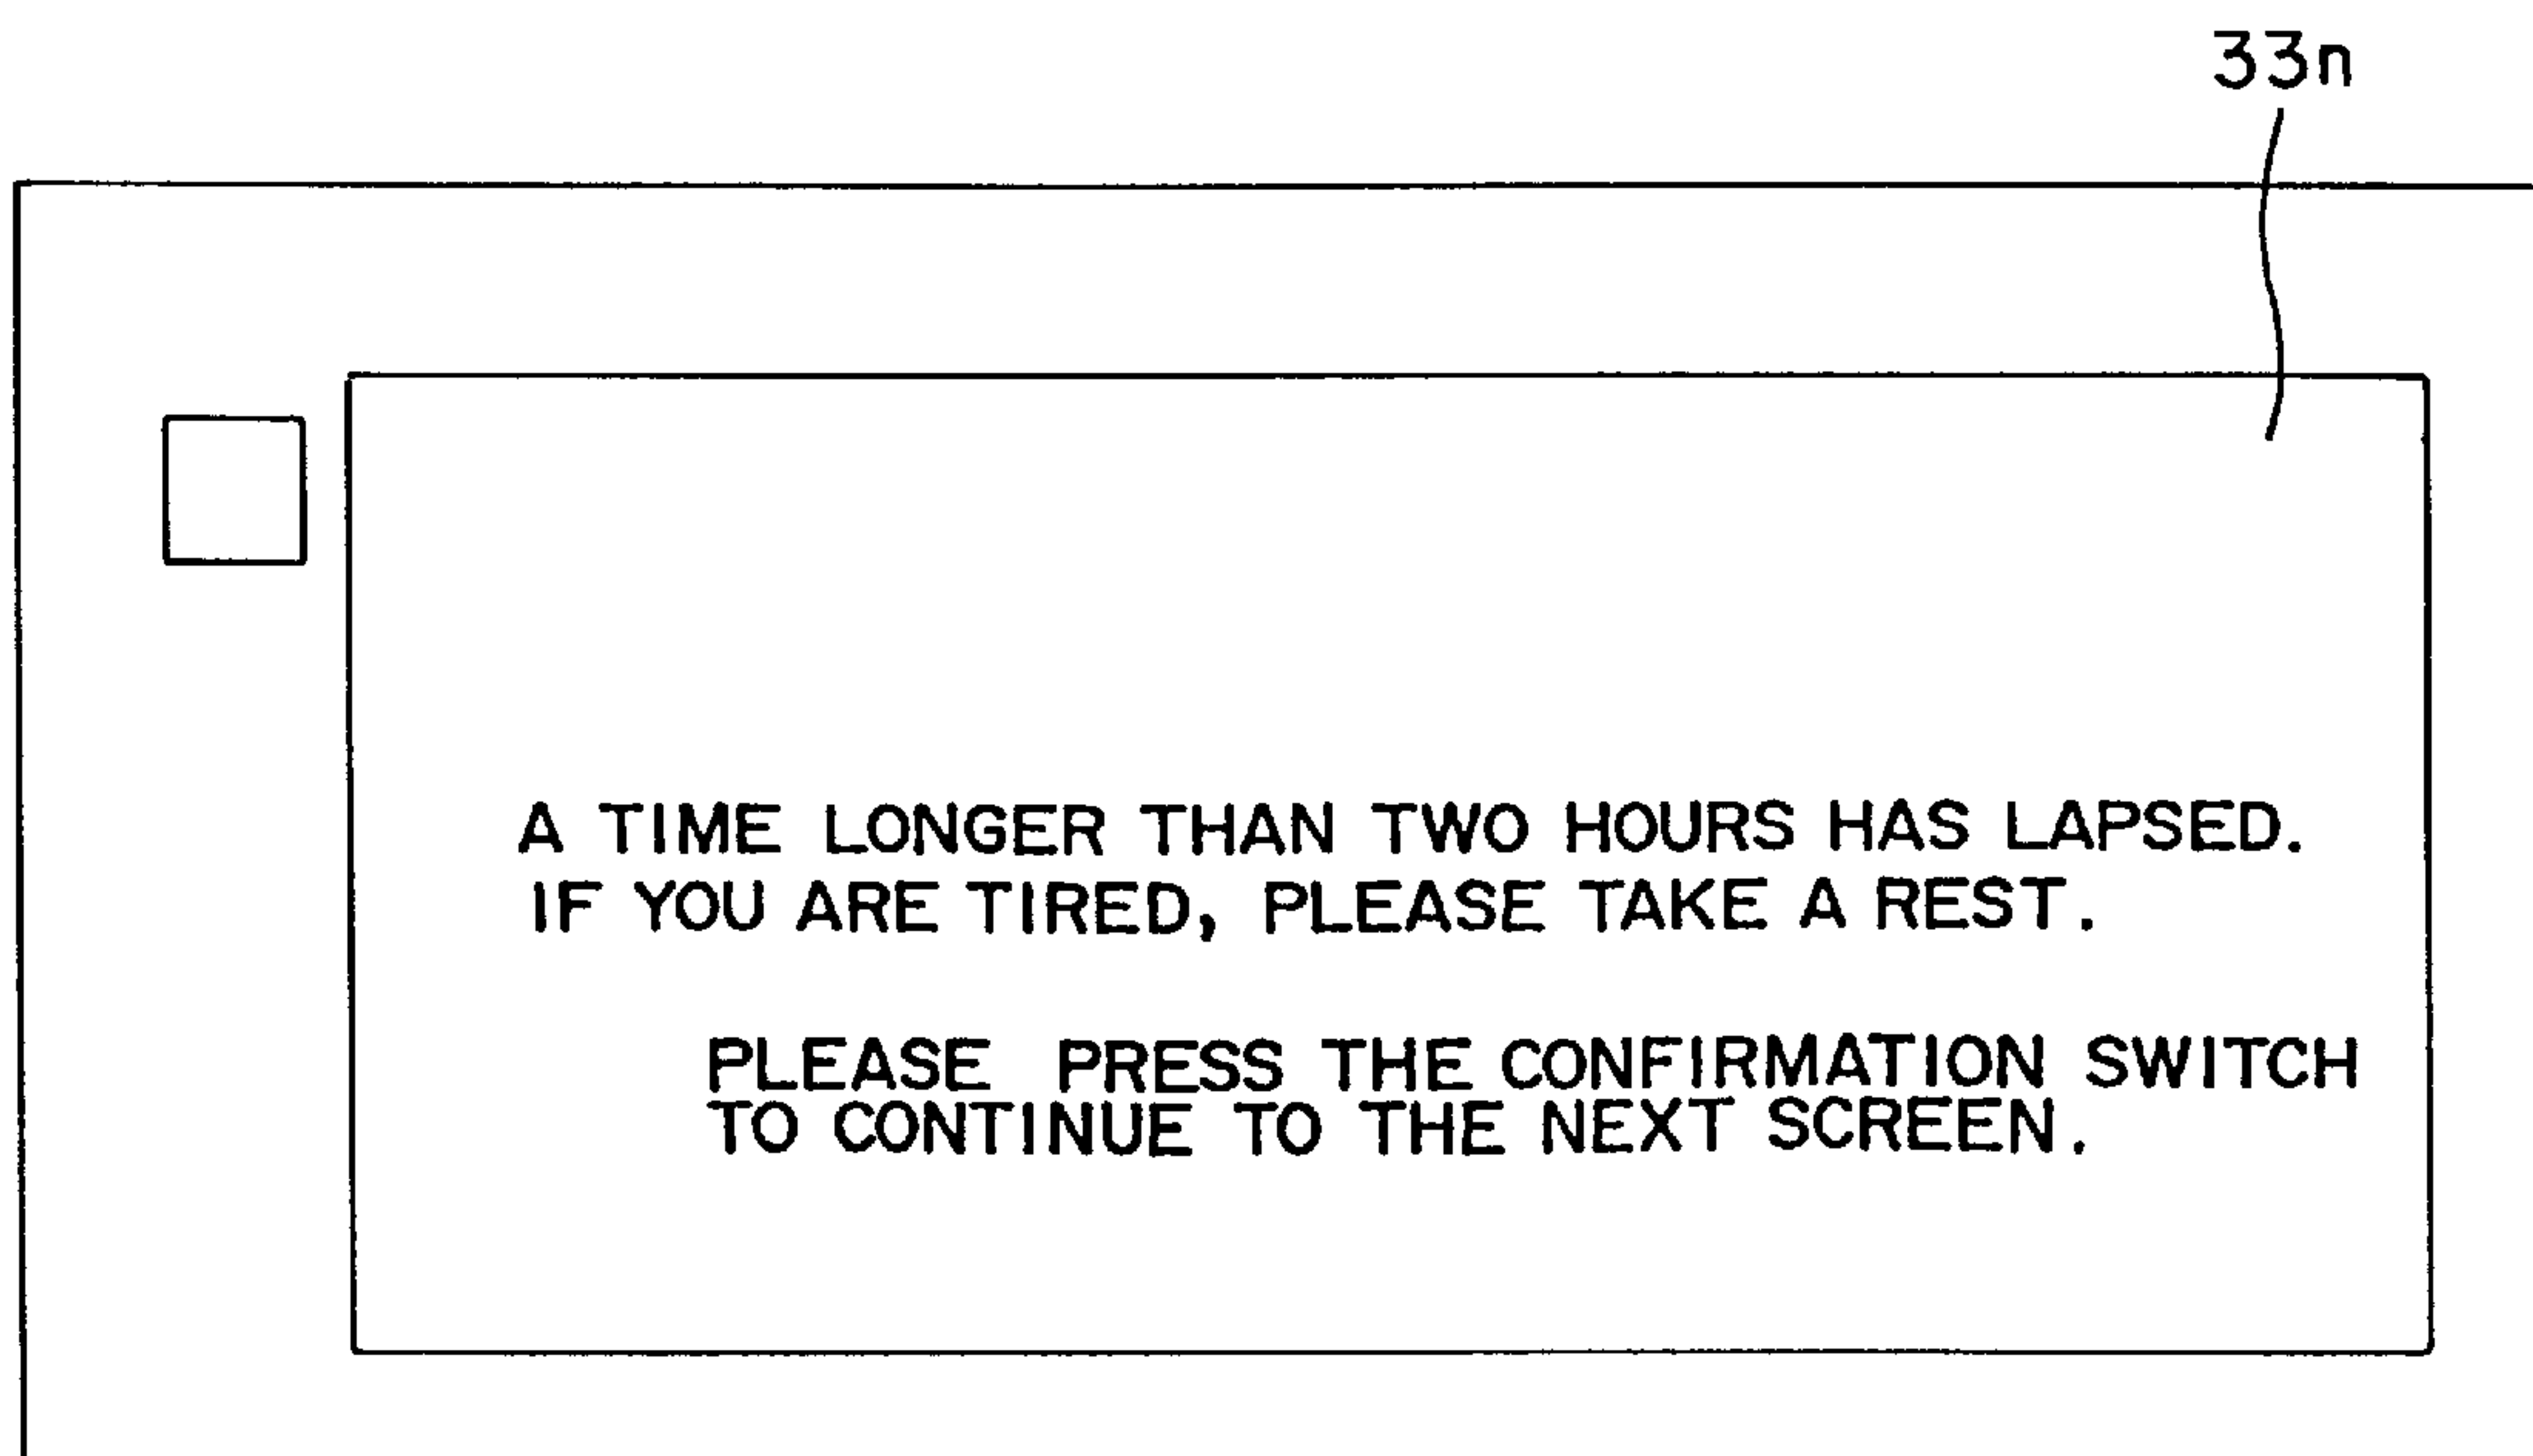 33n
A TIME LONGER THAN TWO HOURS HAS LAPSED.
IF YOU ARE TIRED, PLEASE TAKE A REST.
PLEASE PRESS THE CONFIRMATION SWITCH
TO CONTINUE TO THE NEXT SCREEN.